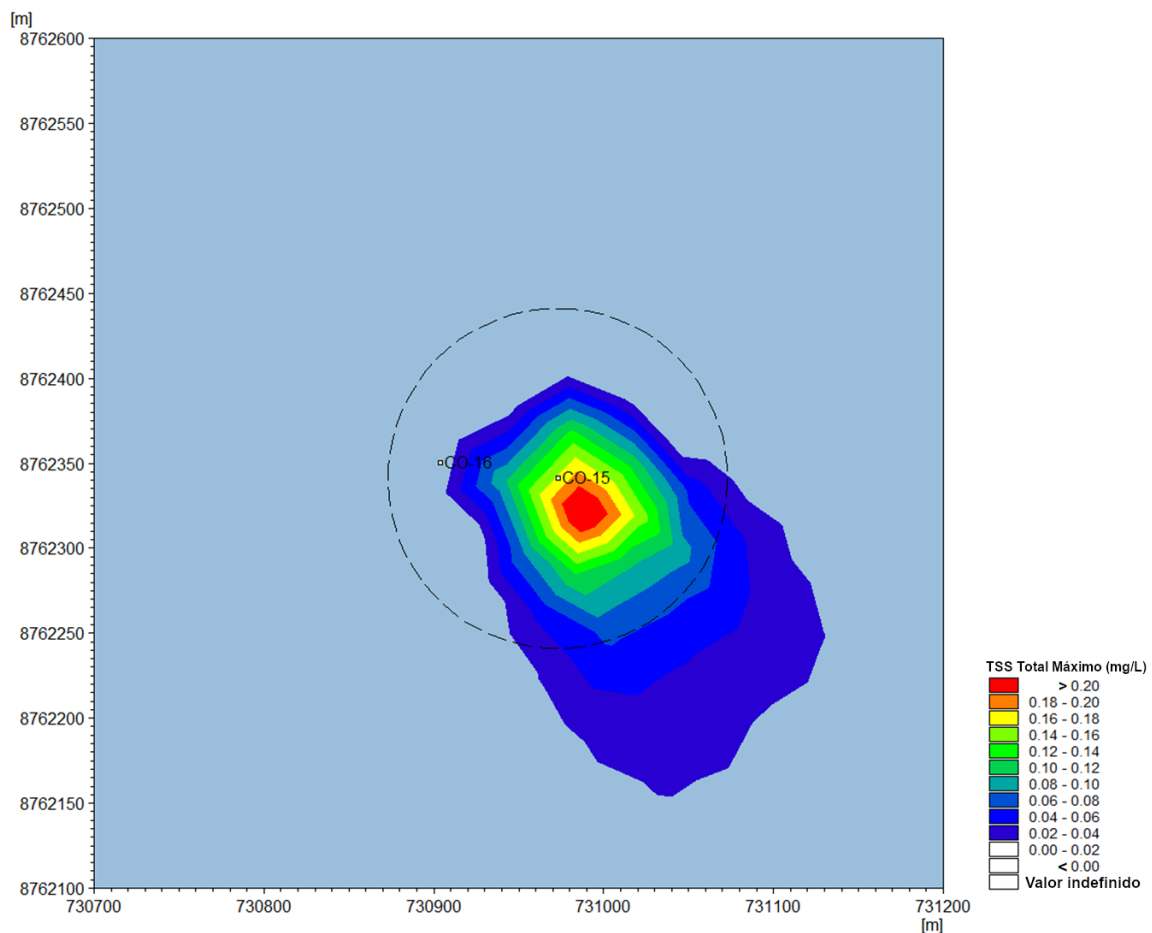 [m]
8762600
8762550
8762500
8762450
8762400
8762350
8762300
8762250
8762200
8762150
8762100
CO-16
CO-15
730700
730800
730900
731000
731100
731200
[m]
TSS Total Máximo (mg/L)
> 0.20
0.18 - 0.20
0.16 - 0.18
0.14 - 0.16
0.12 - 0.14
0.10 - 0.12
0.08 - 0.10
0.06 - 0.08
0.04 - 0.06
0.02 - 0.04
0.00 - 0.02
< 0.00
Valor indefinido